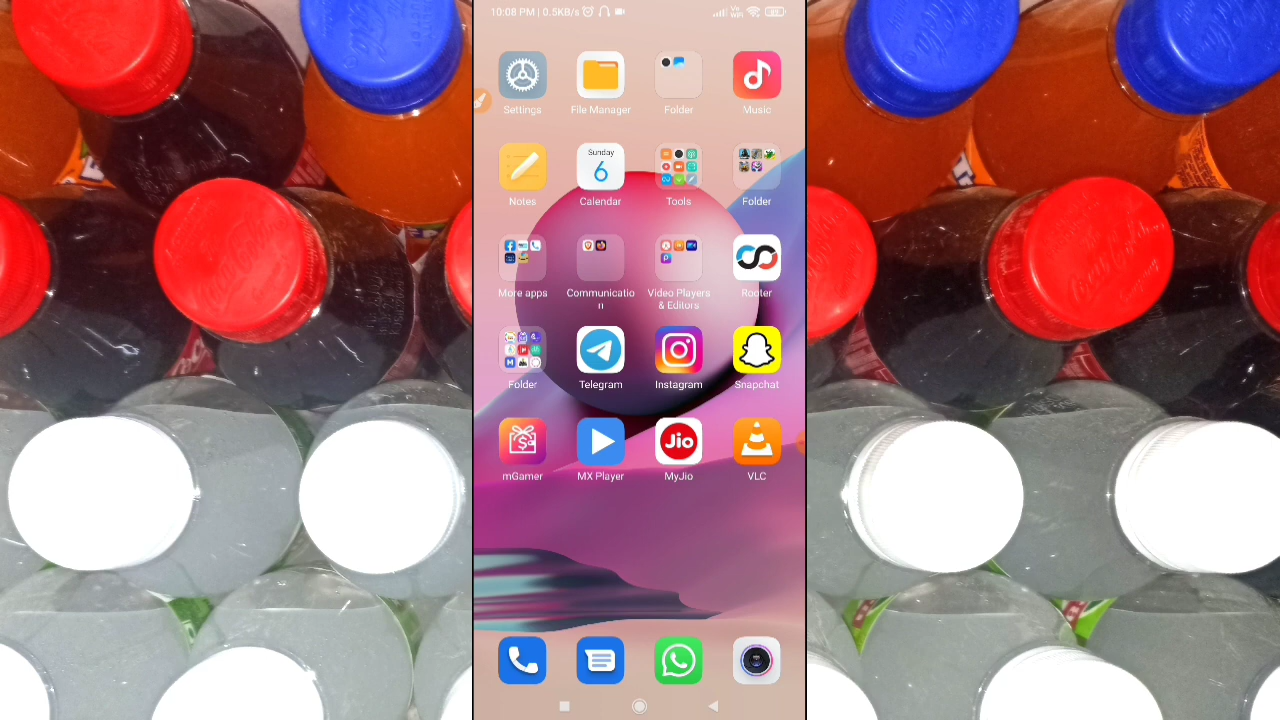 10:08 PM | 0.5KB/s
Settings
File Manager
Folder
Music
Sunday
6
Notes
Calendar
Tools
Folder
More apps
Communicatio
n
Video Players
& Editors
Rooter
Folder
Telegram
Instagram
Snapchat
Jio
mGamer
MX Player
MyJio
VLC